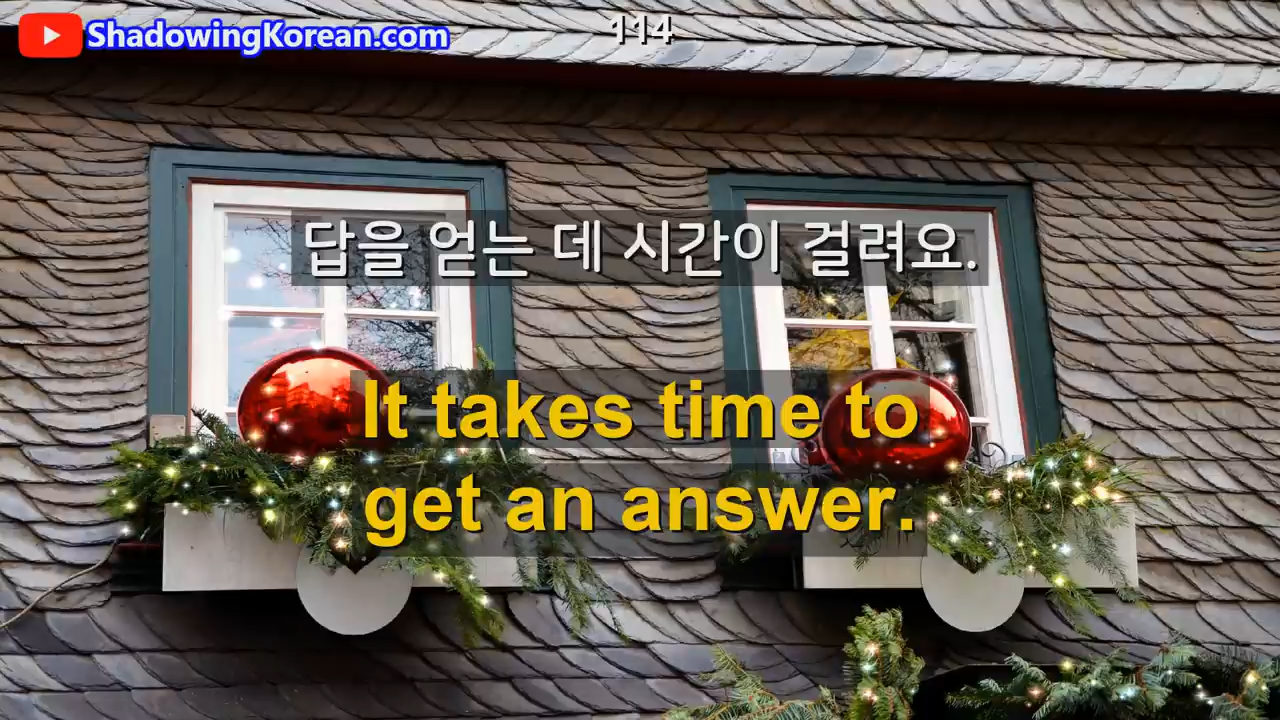 ShadowingKorean.com
114
답을 얻는 데 시간이 걸려요.
It takes time to
get an answer.